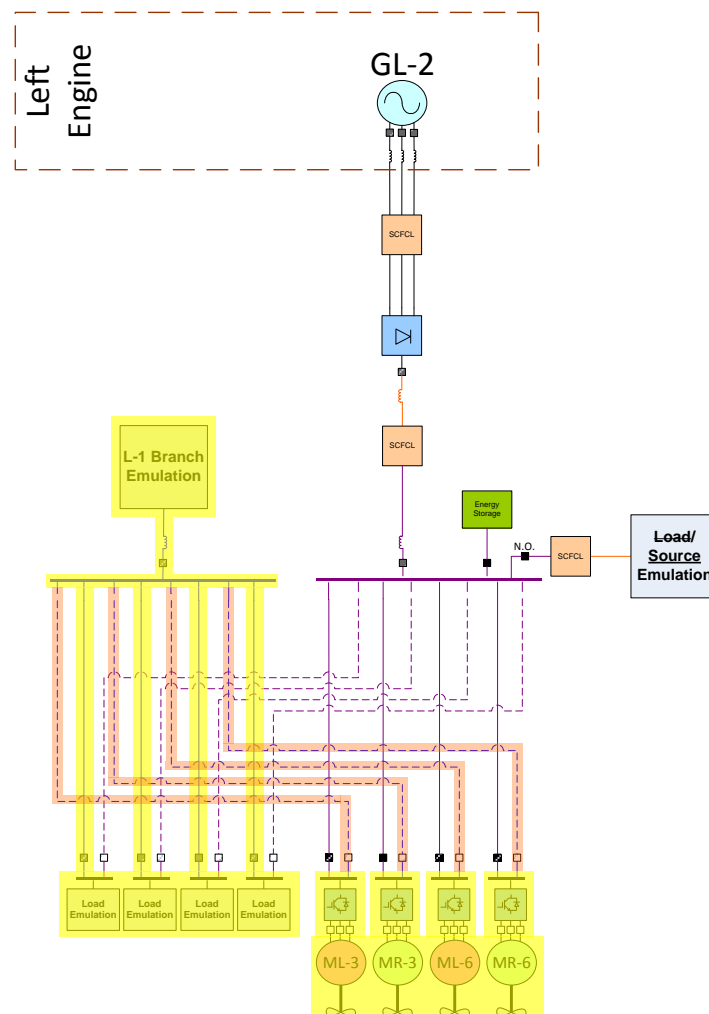 Left
Engine
GL-2
SCFCL
SCFCL
L-1 Branch
Emulation
Energy
Storage
N.O.
SCFCL
Load/
Source
Emulation
Load
Emulation
Load
Emulation
Load
Emulation
Load
Emulation
ML-3
MR-3
ML-6
MR-6